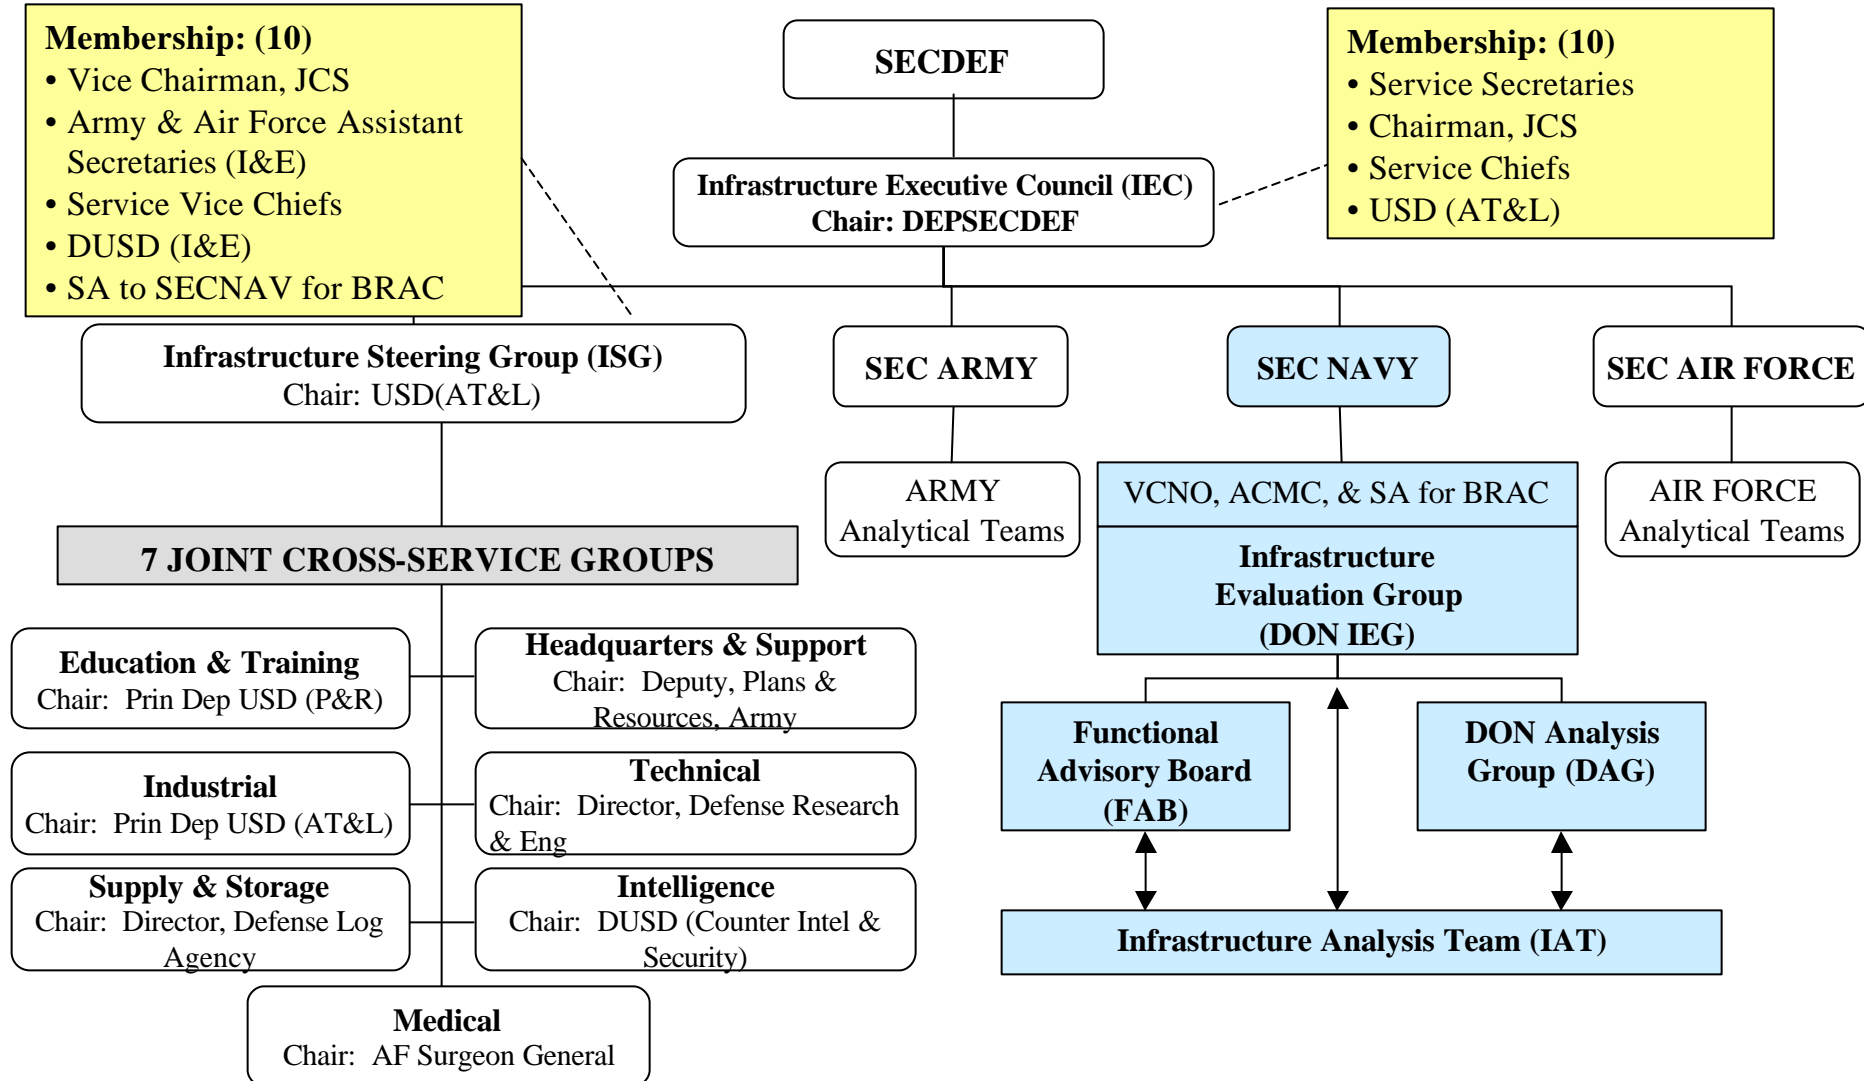 Membership: (10)
• Vice Chairman, JCS
• Army & Air Force Assistant
Secretaries (I&E)
• Service Vice Chiefs
• DUSD (I&E)
• SA to SECNAV for BRAC
SECDEF
Membership: (10)
• Service Secretaries
• Chairman, JCS
• Service Chiefs
• USD (AT&L)
Infrastructure Executive Council (IEC)
Chair: DEPSECDEF
Infrastructure Steering Group (ISG)
Chair: USD(AT&L)
SEC ARMY
SEC NAVY
SEC AIR FORCE
ARMY
Analytical Teams
VCNO, ACMC, & SA for BRAC
AIR FORCE
Analytical Teams
Infrastructure
Evaluation Group
(DON IEG)
7 JOINT CROSS-SERVICE GROUPS
Education & Training
Chair: Prin Dep USD (P&R)
Headquarters & Support
Chair: Deputy, Plans &
Resources, Army
Industrial
Chair: Prin Dep USD (AT&L)
Technical
Chair: Director, Defense Research
& Eng
Supply & Storage
Chair: Director, Defense Log
Agency
Intelligence
Chair: DUSD (Counter Intel &
Security)
Medical
Chair: AF Surgeon General
Functional
Advisory Board
(FAB)
DON Analysis
Group (DAG)
Infrastructure Analysis Team (IAT)